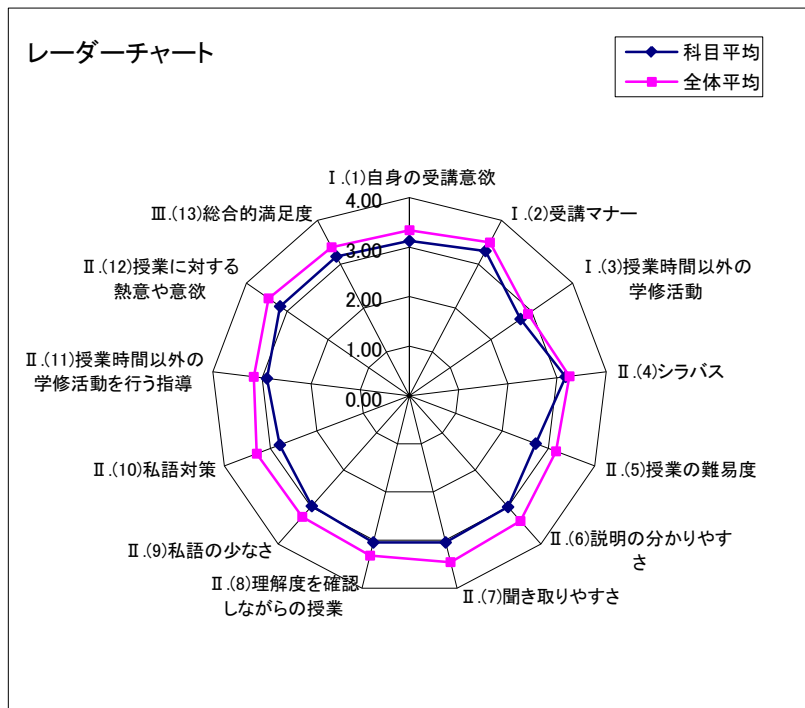 レーダーチャート
科目平均
全体平均
Ⅰ.(1)自身の受講意欲
Ⅰ.(2)受講マナー
Ⅰ.(3)授業時間以外の
学修活動
Ⅱ.(4)シラバス
Ⅱ.(5)授業の難易度
Ⅱ.(6)説明の分かりやす
さ
Ⅱ.(7)聞き取りやすさ
Ⅱ.(8)理解度を確認
しながらの授業
Ⅱ.(9)私語の少なさ
Ⅱ.(10)私語対策
Ⅱ.(11)授業時間以外の
学修活動を行う指導
Ⅱ.(12)授業に対する
熱意や意欲
Ⅲ.(13)総合的満足度
4.00
3.00
2.00
1.00
0.00